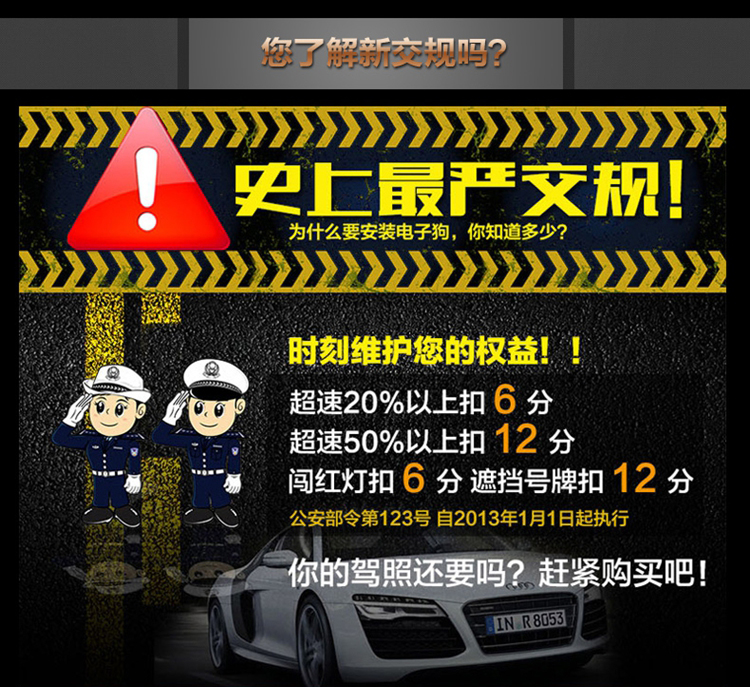 您了解新交规吗?
史上最严交规!
为什么要安装电子狗,你知道多少?
时刻维护您的权益!!
超速20%以上扣 6 分
超速50%以上扣 12 分
闯红灯扣 6 分 遮挡号牌扣 12 分
公安部令第123号 自2013年1月1日起执行
你的驾照还要吗?赶紧购买吧!
IN R 8053